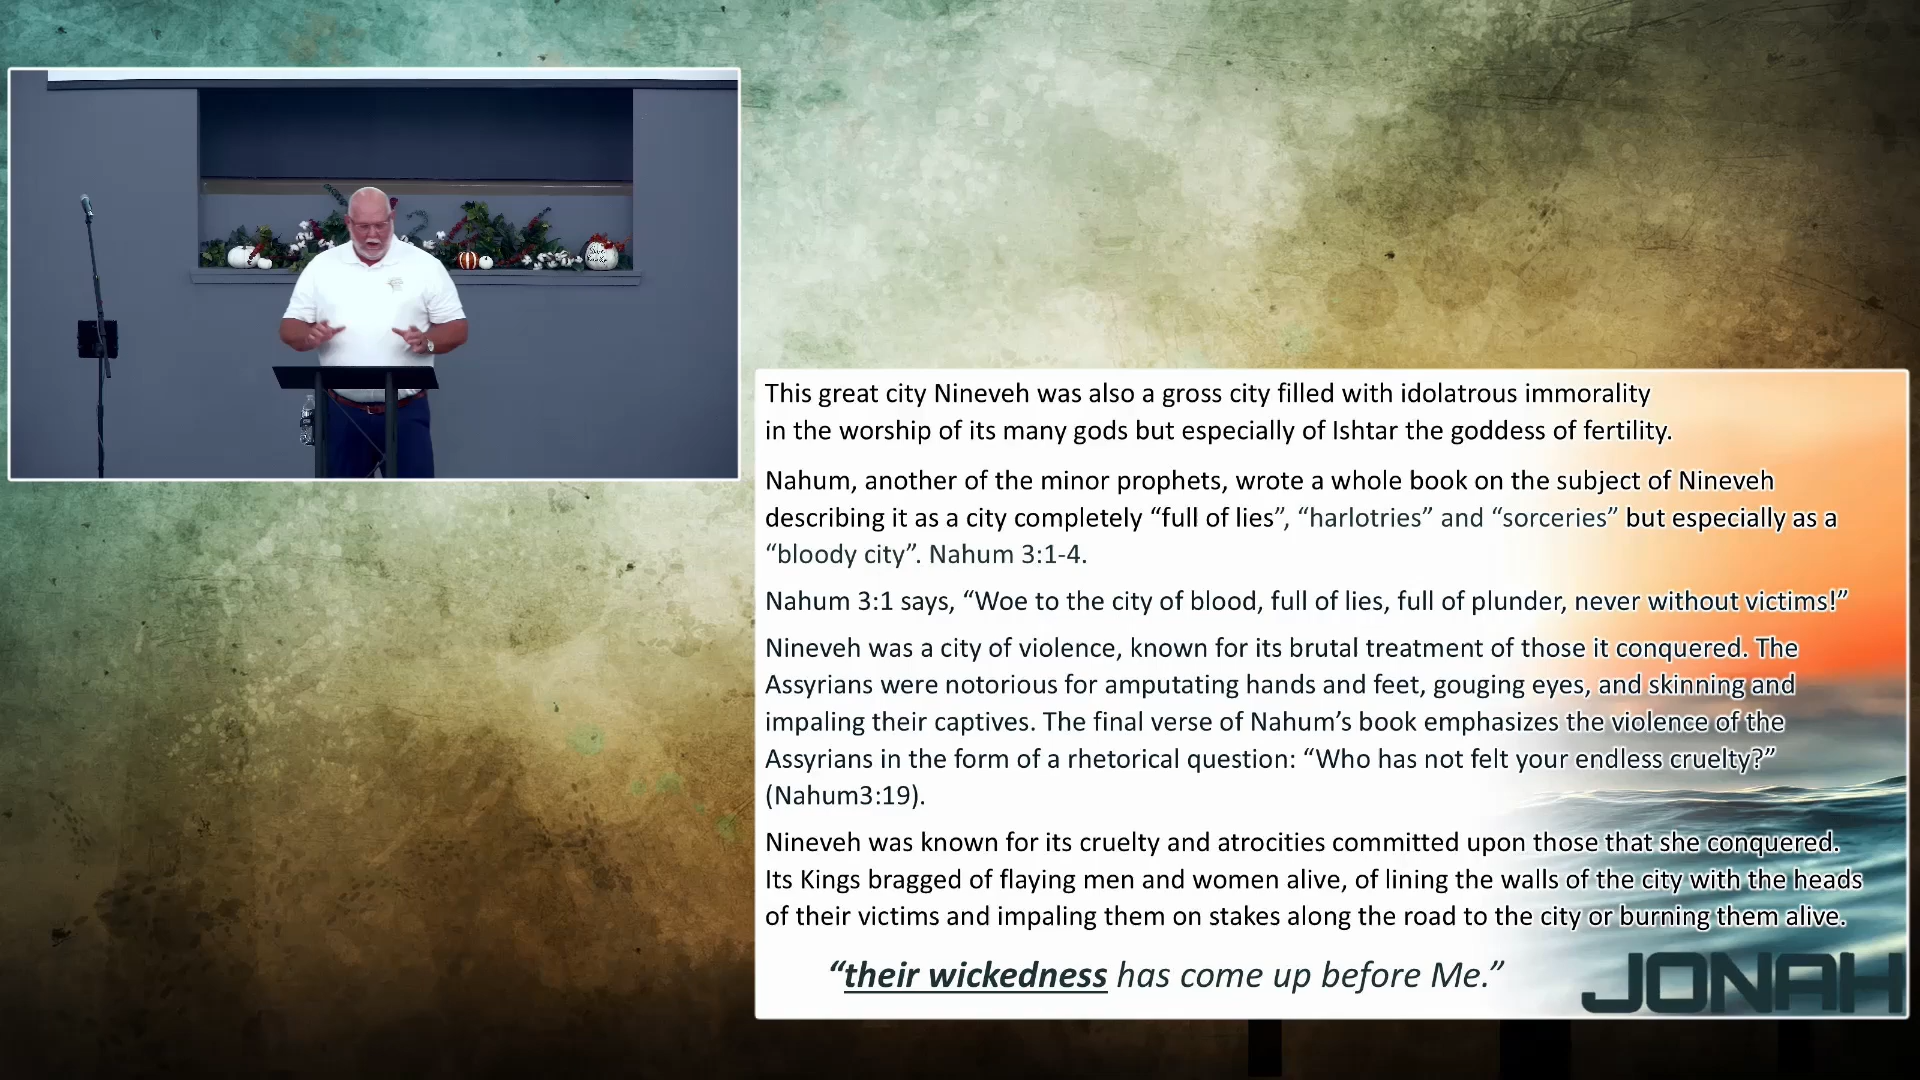 This great city Nineveh was also a gross city filled with idolatrous immorality
in the worship of its many gods but especially of Ishtar the goddess of fertility.
Nahum, another of the minor prophets, wrote a whole book on the subject of Nineveh
describing it as a city completely “full of lies”, “harlotries” and “sorceries” but especially as a
“bloody city”. Nahum 3:1-4.
Nahum 3:1 says, “Woe to the city of blood, full of lies, full of plunder, never without victims!”
Nineveh was a city of violence, known for its brutal treatment of those it conquered. The
Assyrians were notorious for amputating hands and feet, gouging eyes, and skinning and
impaling their captives. The final verse of Nahum’s book emphasizes the violence of the
Assyrians in the form of a rhetorical question: “Who has not felt your endless cruelty?”
(Nahum3:19).
Nineveh was known for its cruelty and atrocities committed upon those that she conquered.
Its Kings bragged of flaying men and women alive, of lining the walls of the city with the heads
of their victims and impaling them on stakes along the road to the city or burning them alive.
“their wickedness has come up before Me.”
JONAH